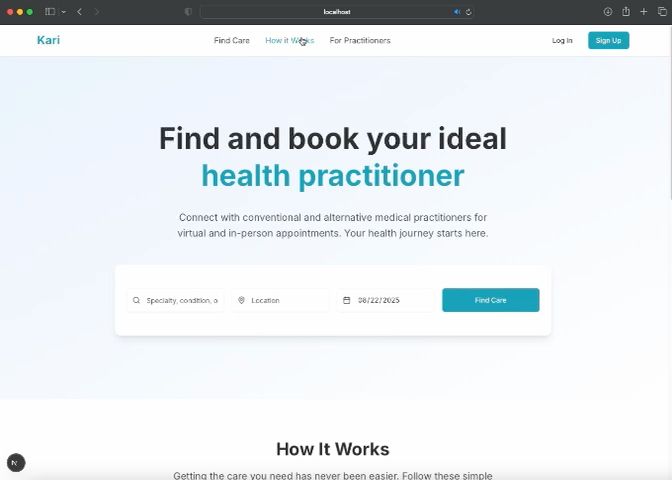 localhost
Kari
Find Care
How it Works
For Practitioners
Log In
Sign Up
Find and book your ideal
health practitioner
Connect with conventional and alternative medical practitioners for
virtual and in-person appointments. Your health journey starts here.
Specialty, condition, o
Location
08/22/2025
Find Care
How It Works
Getting the care you need has never been easier. Follow these simple
N